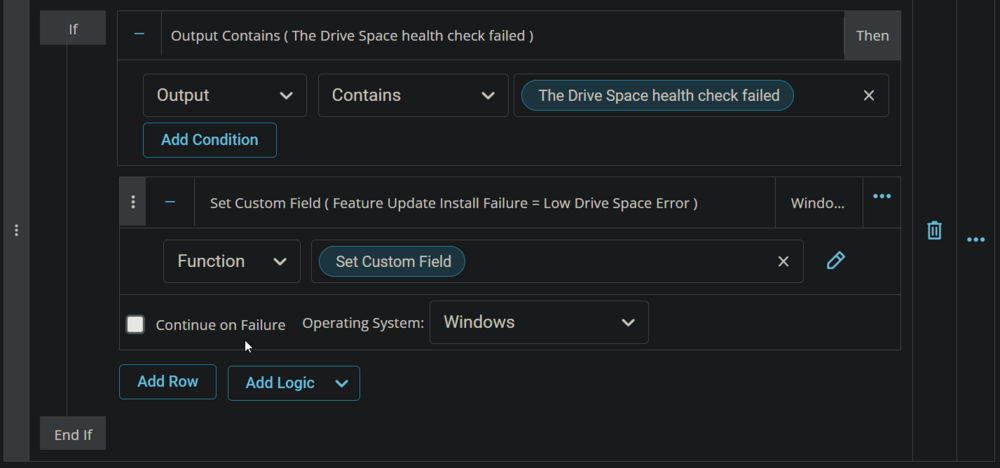 If
Output Contains ( The Drive Space health check failed )
Then
Output
Contains
The Drive Space health check failed
Add Condition
Set Custom Field ( Feature Update Install Failure = Low Drive Space Error )
Windo...
Function
Set Custom Field
Continue on Failure
Operating System:
Windows
Add Row
Add Logic
End If